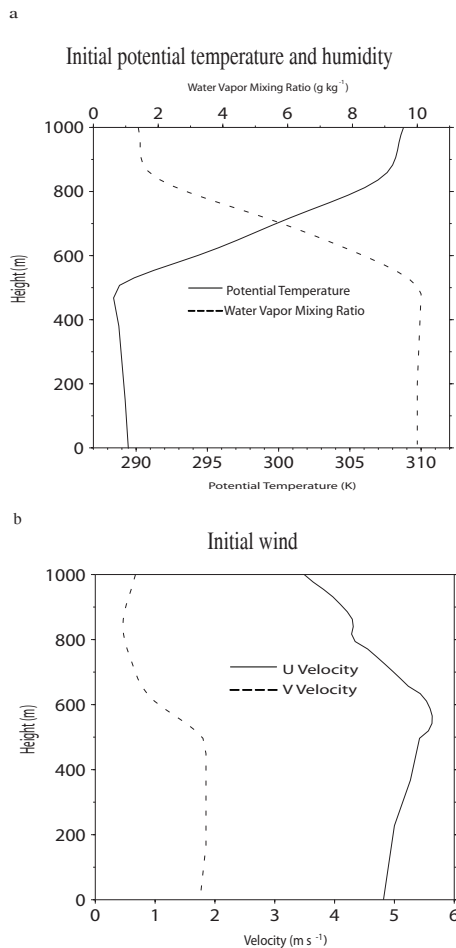 a
Initial potential temperature and humidity
Water Vapor Mixing Ratio (g kg⁻¹)
0 2 4 6 8 10
1000
800
600
400
200
0
Height (m)
Potential Temperature
Water Vapor Mixing Ratio
290 295 300 305 310
Potential Temperature (K)
b
Initial wind
1000
800
600
400
200
0
Height (m)
U Velocity
V Velocity
0 1 2 3 4 5 6
Velocity (m s⁻¹)